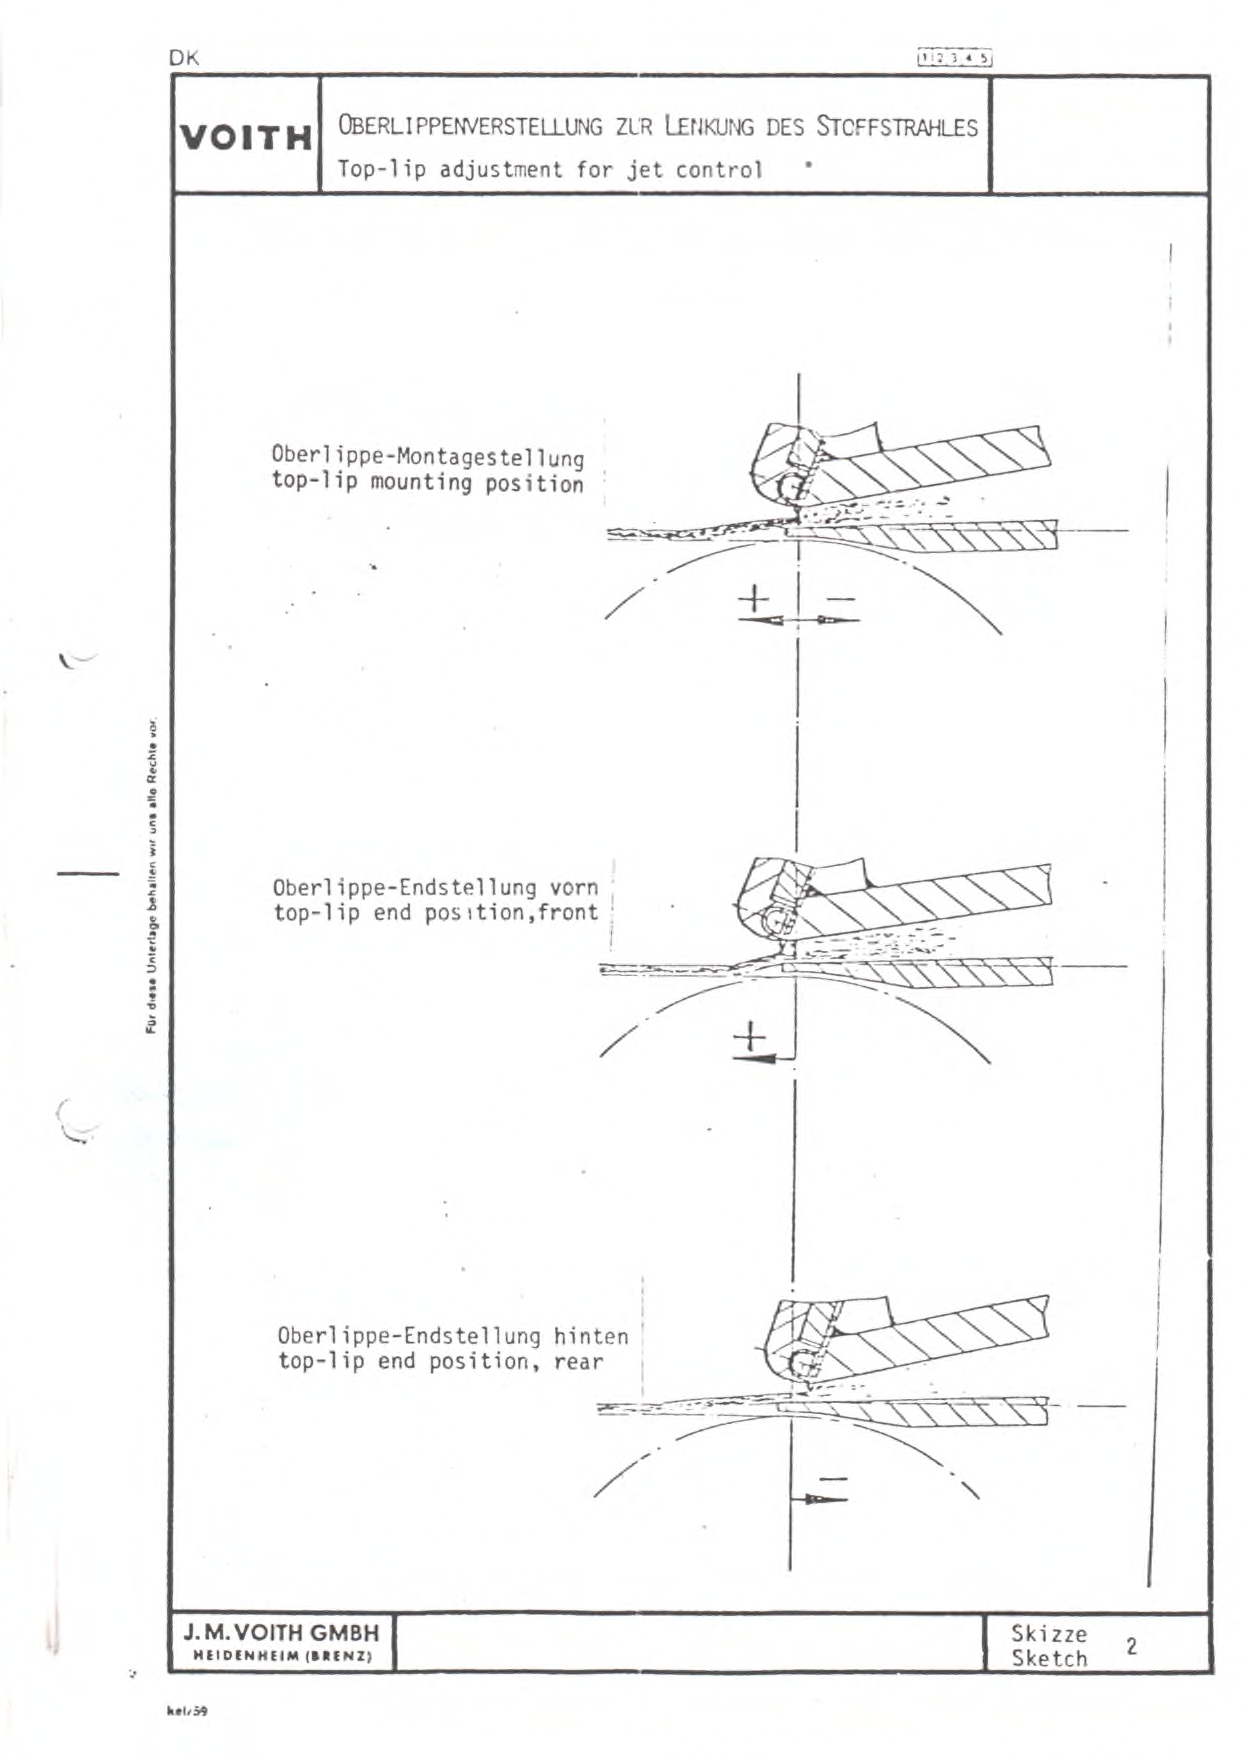 DK
1 2 3 4 5
VOITH
OBERLIPPENVERSTELLUNG ZUR LENKUNG DES STOFFSTRAHLES
Top-lip adjustment for jet control
Oberlippe-Montagestellung
top-lip mounting position
+ −
Für diese Unterlage behalten wir uns alle Rechte vor.
Oberlippe-Endstellung vorn
top-lip end position,front
+
Oberlippe-Endstellung hinten
top-lip end position, rear
−
J.M.VOITH GMBH
HEIDENHEIM (BRENZ)
Skizze
Sketch 2